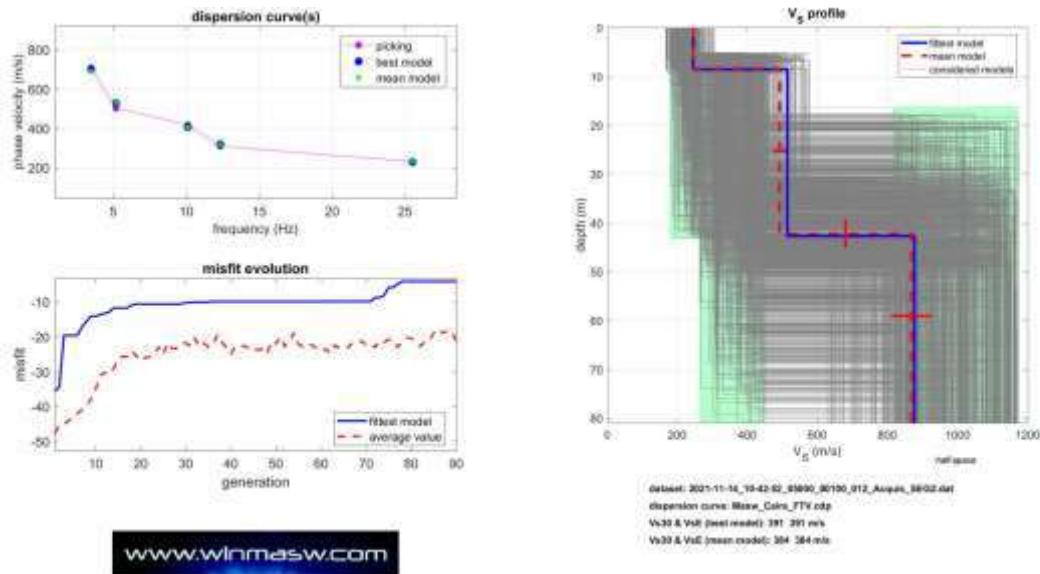 dispersion curve(s)
phase velocity (m/s)
800
600
400
200
picking
best model
mean model
5
10
15
20
25
frequency (Hz)
misfit evolution
misfit
-10
-20
-30
-40
-50
fittest model
average value
10
20
30
40
50
60
70
80
90
generation
www.winmasw.com
VS profile
depth (m)
0
10
20
30
40
50
60
70
80
fittest model
mean model
considered models
0
200
400
600
800
1000
1200
VS (m/s)
half-space
dataset: 2021-11-14_10-42-52_05000_00100_012_Acquis_SEG2.dat
dispersion curve: Masw_Cairo_FTV.cdp
Vs30 & VsE (best model): 391 391 m/s
Vs30 & VsE (mean model): 384 384 m/s